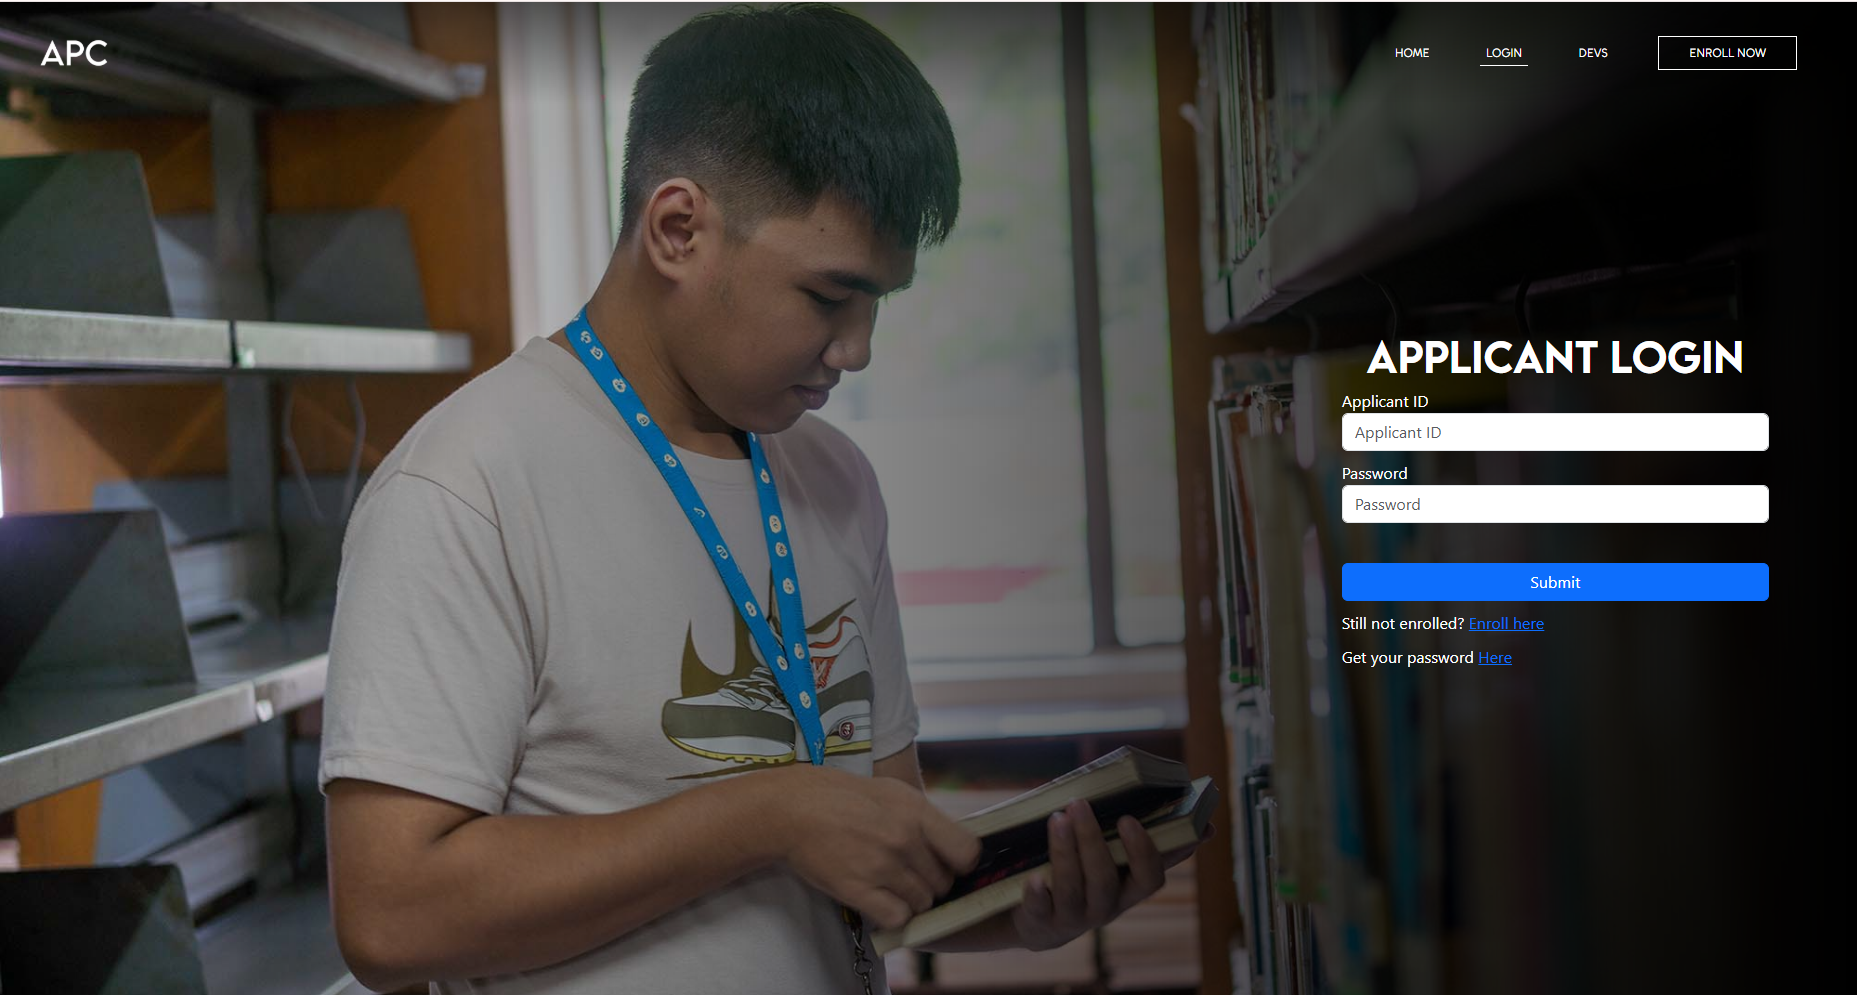 APC
HOME
LOGIN
DEVS
ENROLL NOW
APPLICANT LOGIN
Applicant ID
Applicant ID
Password
Password
Submit
Still not enrolled? Enroll here
Get your password Here